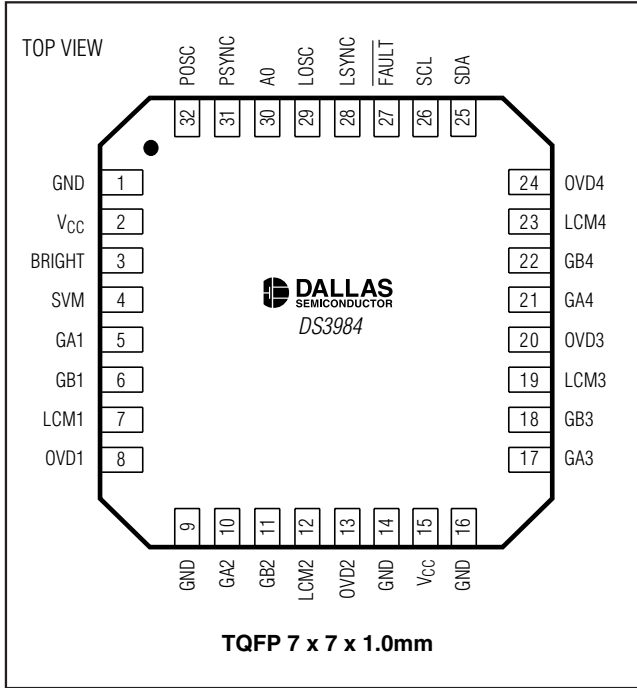 TOP VIEW
POSC
PSYNC
A0
LOSC
LSYNC
FAULT
SCL
SDA
32
31
30
29
28
27
26
25
GND 1
VCC 2
BRIGHT 3
SVM 4
GA1 5
GB1 6
LCM1 7
OVD1 8
24 OVD4
23 LCM4
22 GB4
21 GA4
20 OVD3
19 LCM3
18 GB3
17 GA3
DALLAS
SEMICONDUCTOR
DS3984
9
10
11
12
13
14
15
16
GND
GA2
GB2
LCM2
OVD2
GND
VCC
GND
TQFP 7 x 7 x 1.0mm